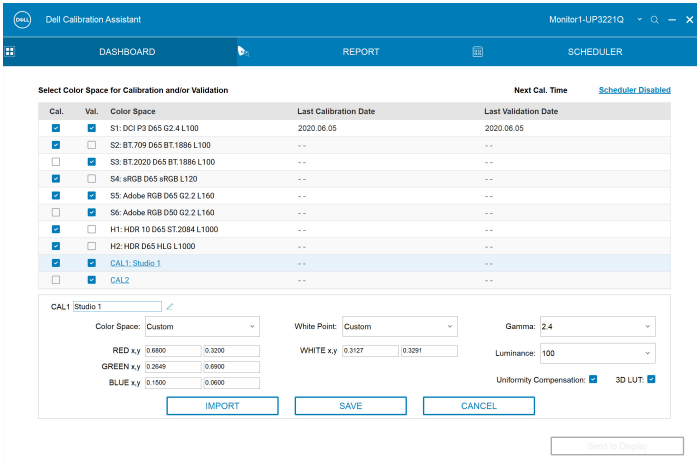 DELL Dell Calibration Assistant Monitor1-UP3221Q
DASHBOARD REPORT SCHEDULER
Select Color Space for Calibration and/or Validation Next Cal. Time Scheduler Disabled
Cal. Val. Color Space Last Calibration Date Last Validation Date
S1: DCI P3 D65 G2.4 L100 2020.06.05 2020.06.05
S2: BT.709 D65 BT.1886 L100 - - - -
S3: BT.2020 D65 BT.1886 L100 - - - -
S4: sRGB D65 sRGB L120 - - - -
S5: Adobe RGB D65 G2.2 L160 - - - -
S6: Adobe RGB D50 G2.2 L160 - - - -
H1: HDR 10 D65 ST.2084 L1000 - - - -
H2: HDR D65 HLG L1000 - - - -
CAL1: Studio 1 - - - -
CAL2 - - - -
CAL1 Studio 1
Color Space: Custom White Point: Custom Gamma: 2.4
RED x,y 0.6800 0.3200 WHITE x,y 0.3127 0.3291 Luminance: 100
GREEN x,y 0.2649 0.6900
BLUE x,y 0.1500 0.0600 Uniformity Compensation: 3D LUT:
IMPORT SAVE CANCEL
Send to Display